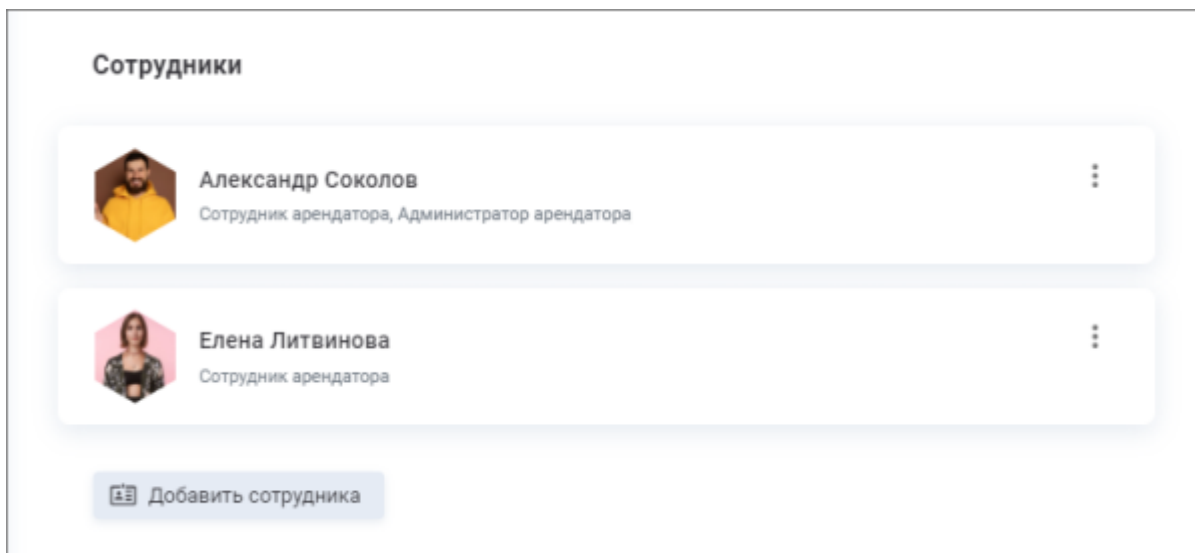 Сотрудники
Александр Соколов
Сотрудник арендатора, Администратор арендатора
Елена Литвинова
Сотрудник арендатора
Добавить сотрудника